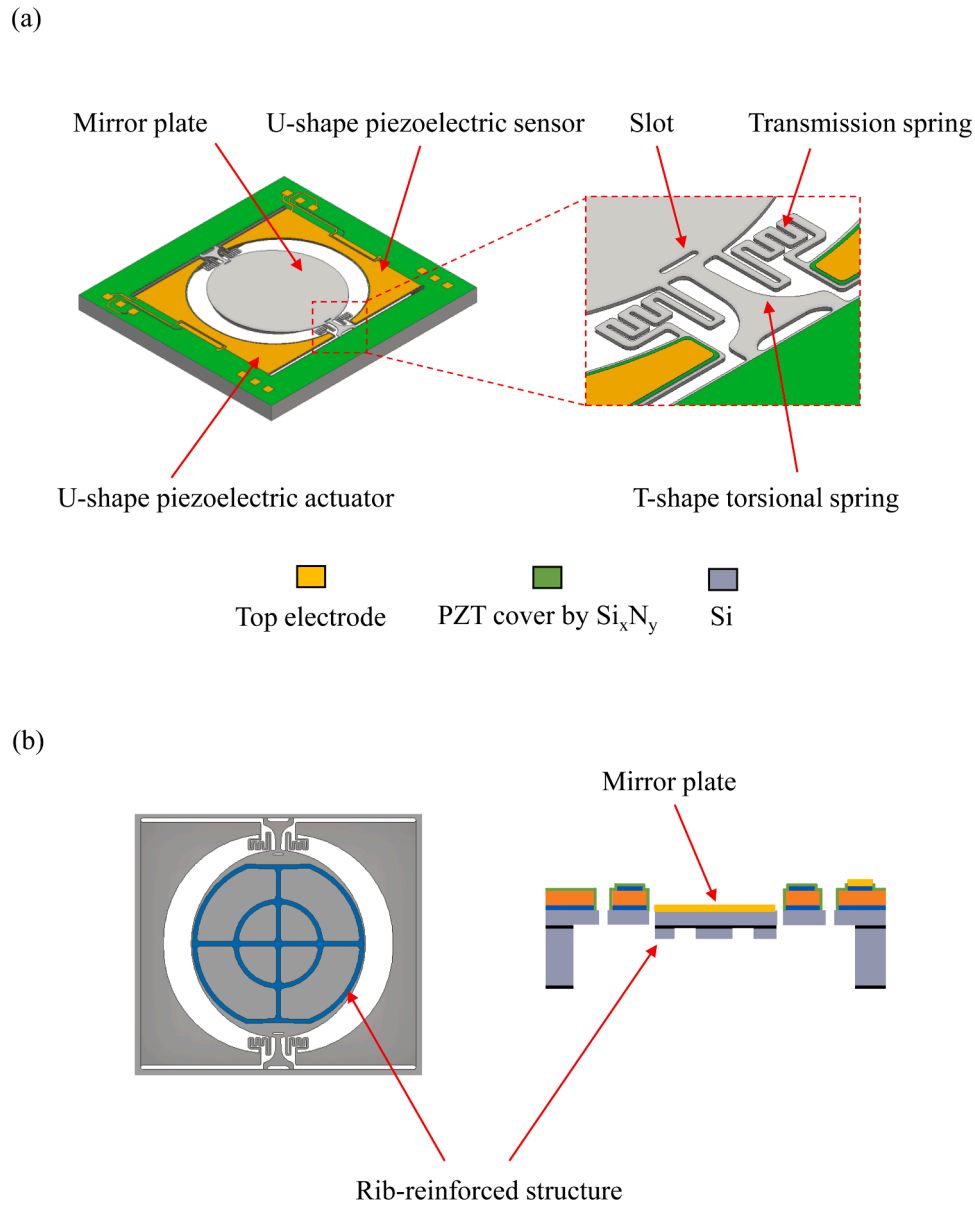 (a)
Mirror plate
U-shape piezoelectric sensor
Slot
Transmission spring
U-shape piezoelectric actuator
T-shape torsional spring
Top electrode
PZT cover by SixNy
Si
(b)
Mirror plate
Rib-reinforced structure